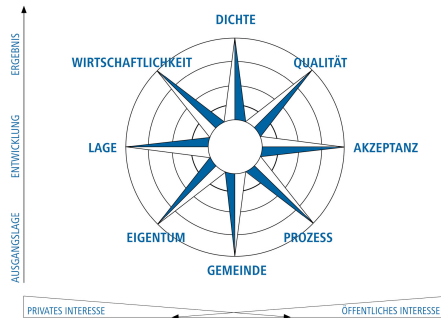 DICHTE
WIRTSCHAFTLICHKEIT
QUALITÄT
LAGE
AKZEPTANZ
EIGENTUM
PROZESS
GEMEINDE
ERGEBNIS
ENTWICKLUNG
AUSGANGSLAGE
PRIVATES INTERESSE
ÖFFENTLICHES INTERESSE